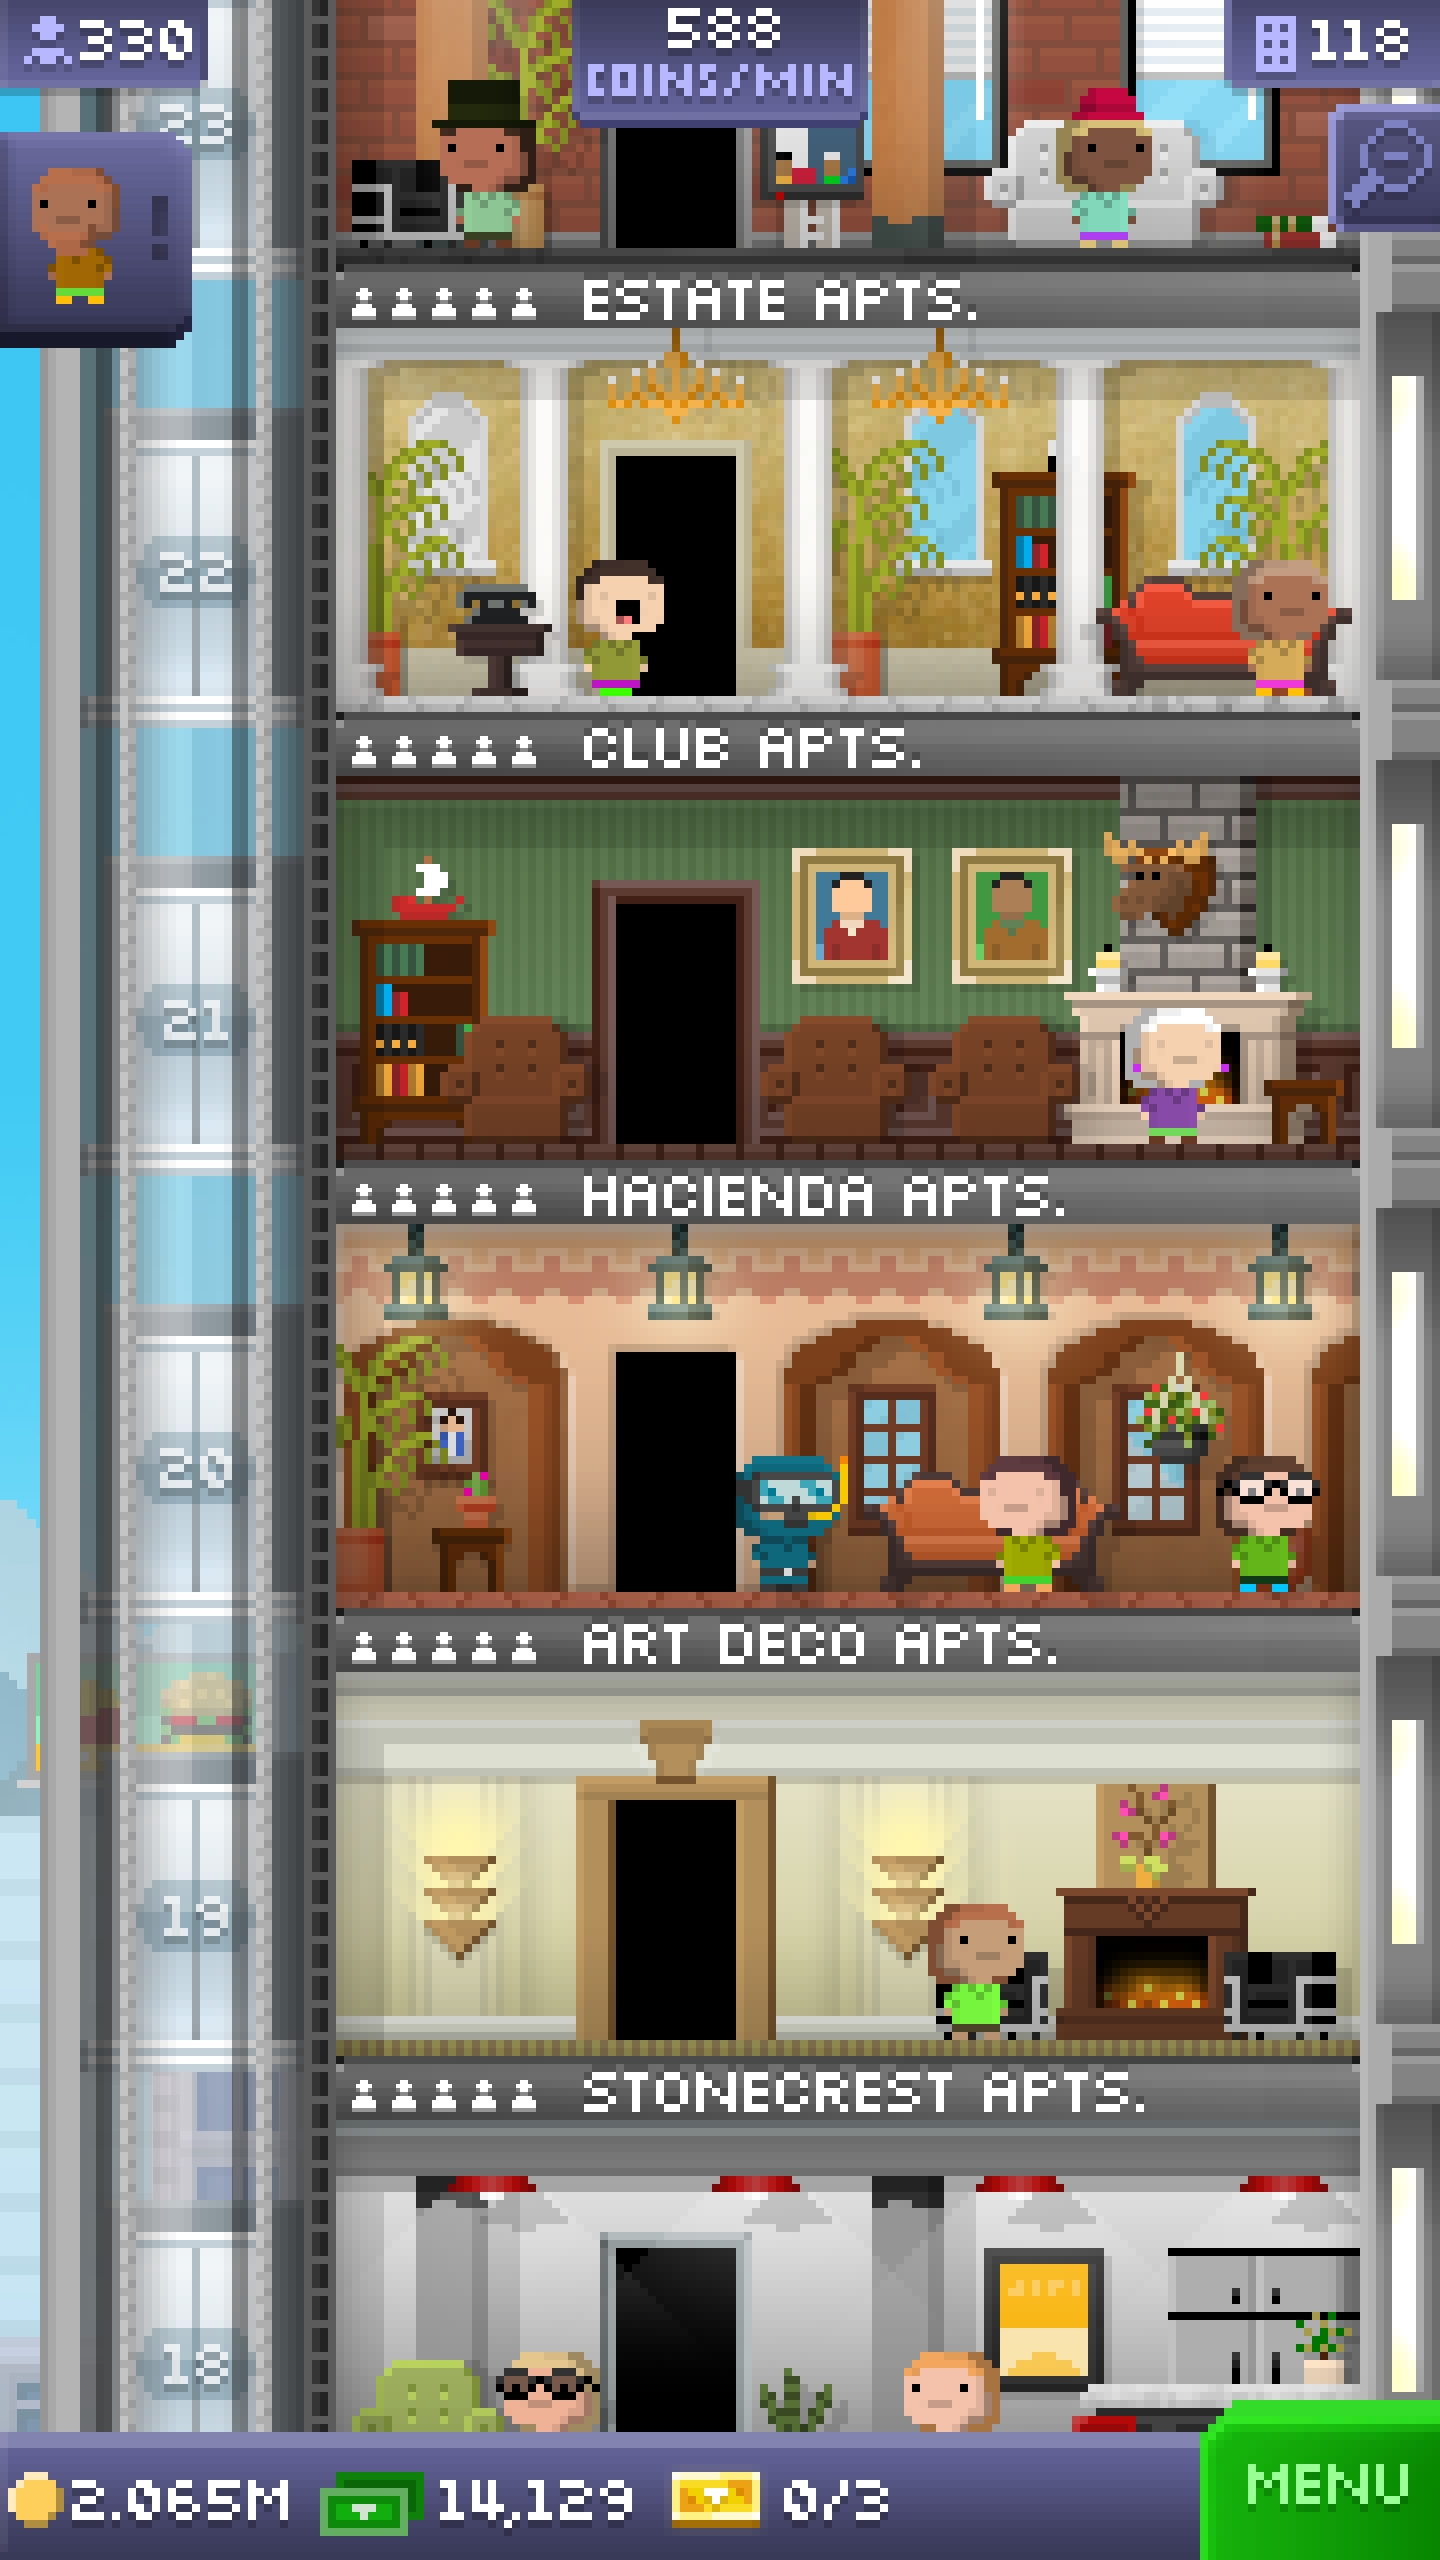 330
588
COINS/MIN
118
23
!
ESTATE APTS.
22
CLUB APTS.
21
HACIENDA APTS.
20
ART DECO APTS.
19
STONECREST APTS.
18
2.065M
14,129
0/3
MENU